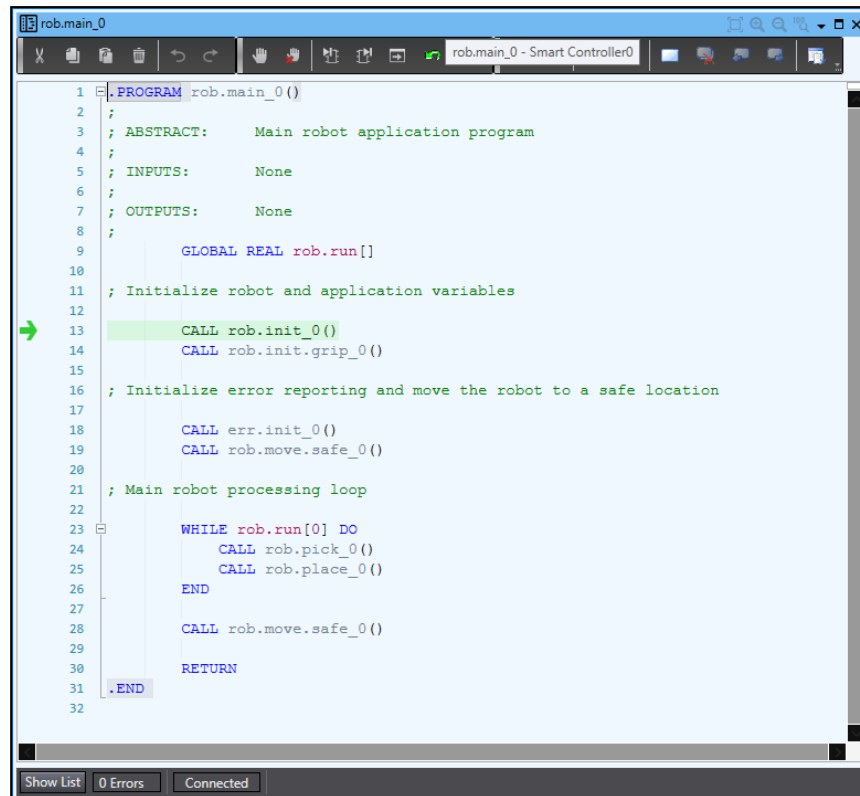 rob.main_0
rob.main_0 - Smart Controller0
1 .PROGRAM rob.main_0()
2 ;
3 ; ABSTRACT: Main robot application program
4 ;
5 ; INPUTS: None
6 ;
7 ; OUTPUTS: None
8 ;
9 GLOBAL REAL rob.run[]
10
11 ; Initialize robot and application variables
12
13 CALL rob.init_0()
14 CALL rob.init.grip_0()
15
16 ; Initialize error reporting and move the robot to a safe location
17
18 CALL err.init_0()
19 CALL rob.move.safe_0()
20
21 ; Main robot processing loop
22
23 WHILE rob.run[0] DO
24 CALL rob.pick_0()
25 CALL rob.place_0()
26 END
27
28 CALL rob.move.safe_0()
29
30 RETURN
31 .END
32
Show List 0 Errors Connected